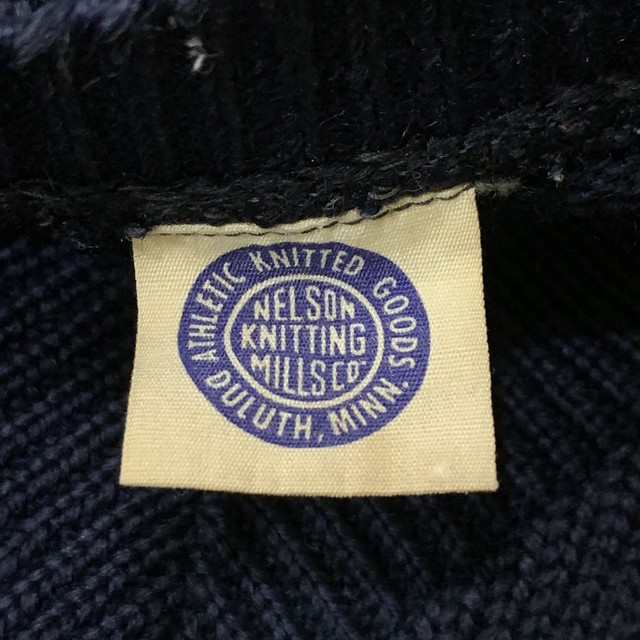 ATHLETIC KNITTED GOODS.
NELSON
KNITTING
MILLS CO
DULUTH, MINN.